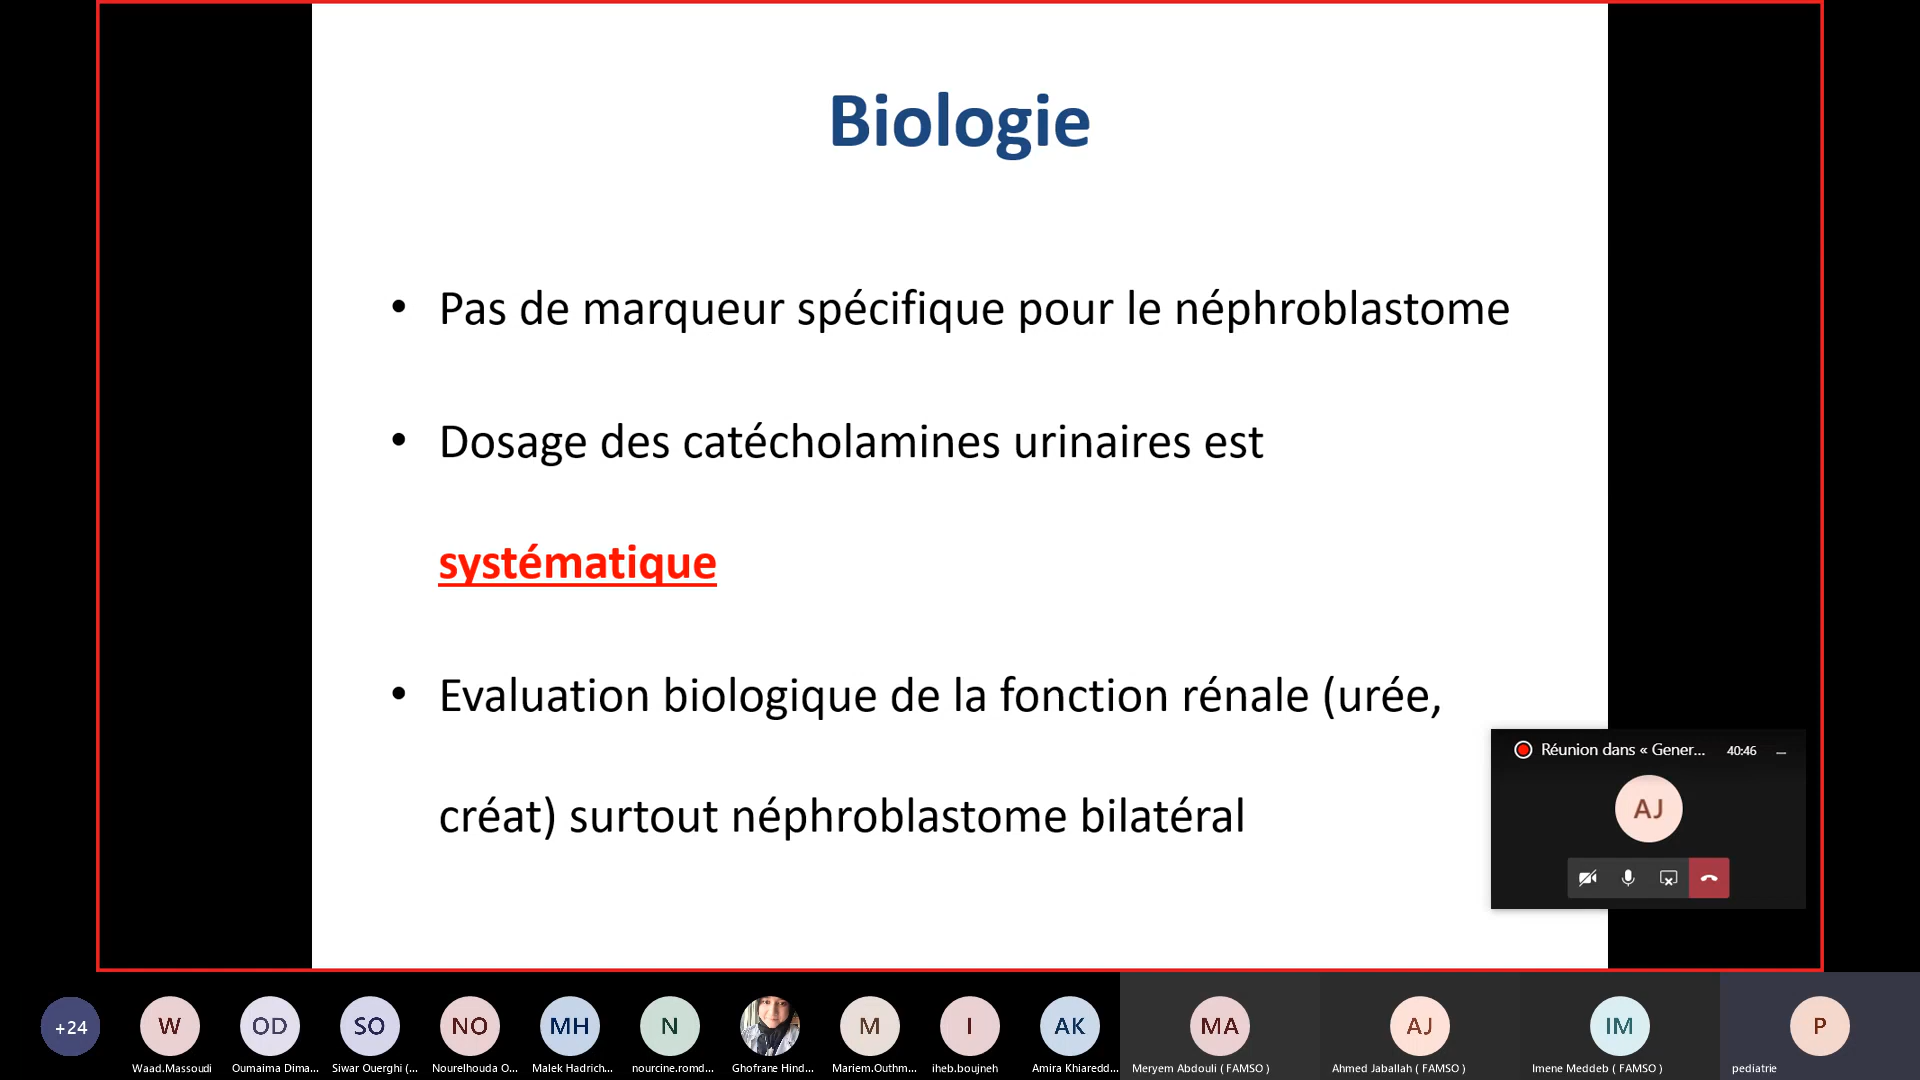 Biologie
• Pas de marqueur spécifique pour le néphroblastome
• Dosage des catécholamines urinaires est
systématique
• Evaluation biologique de la fonction rénale (urée,
créat) surtout néphroblastome bilatéral
Réunion dans « Gener... 40:46
AJ
+24 W OD SO NO MH N M I AK MA AJ IM P
Waad.Massoudi Oumaima Dima... Siwar Ouerghi (... Nourelhouda O... Malek Hadrich... nourcine.romd... Ghofrane Hind... Mariem.Outhm... iheb.boujneh Amira Khiaredd... Meryem Abdouli ( FAMSO ) Ahmed Jaballah ( FAMSO ) Imene Meddeb ( FAMSO ) pediatrie